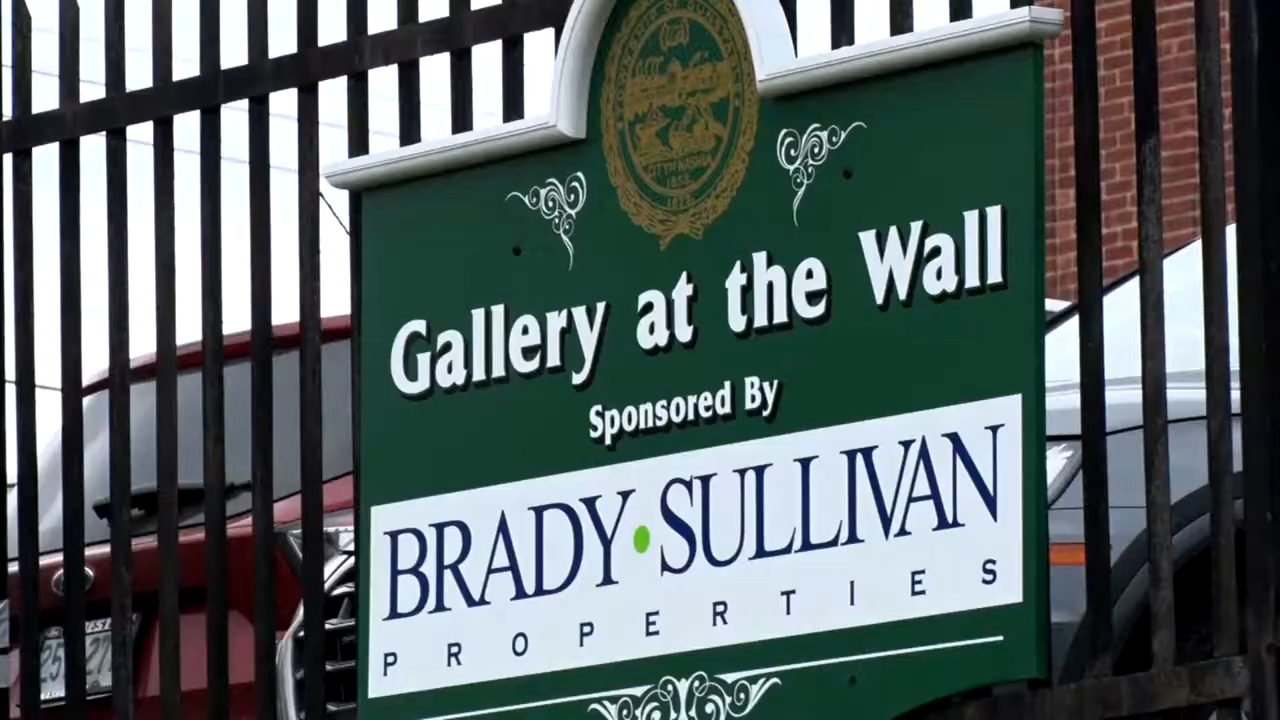 Gallery at the Wall
Sponsored By
BRADY•SULLIVAN
PROPERTIES